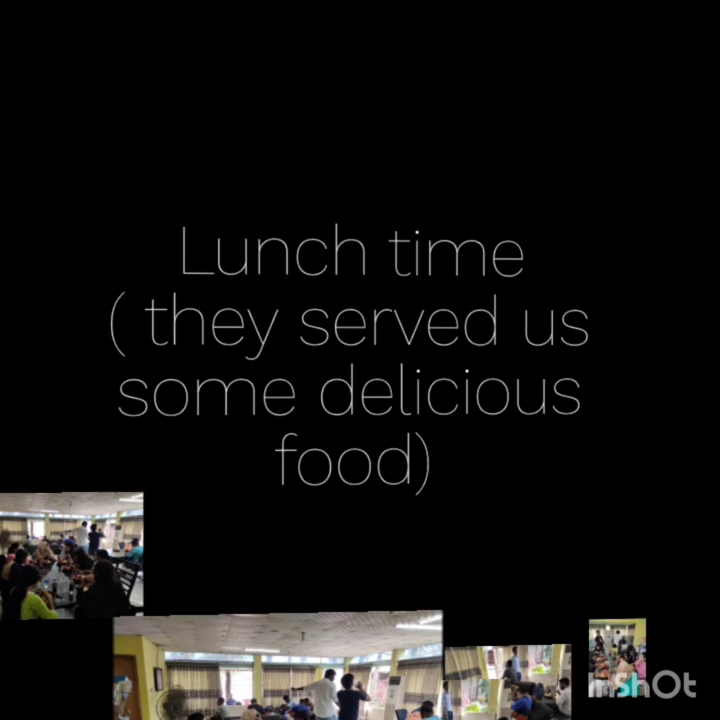 Lunch time
( they served us
some delicious
food)
InshOt